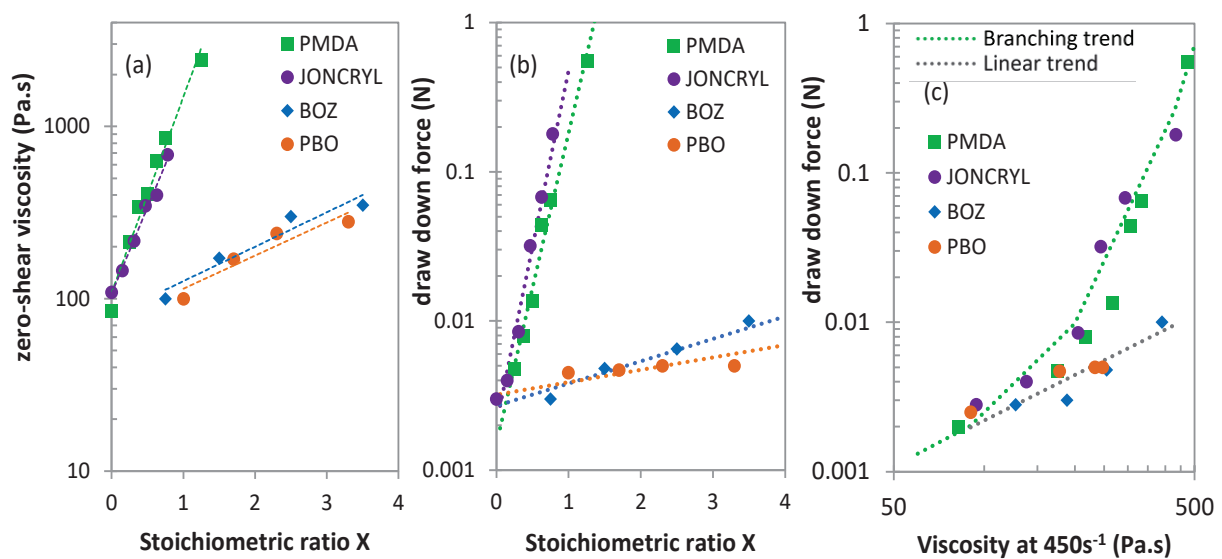 zero-shear viscosity (Pa.s)
1000
100
10
(a)
PMDA
JONCRYL
BOZ
PBO
0 1 2 3 4
Stoichiometric ratio X
draw down force (N)
1
0.1
0.01
0.001
(b)
PMDA
JONCRYL
BOZ
PBO
0 1 2 3 4
Stoichiometric ratio X
draw down force (N)
1
0.1
0.01
0.001
Branching trend
Linear trend
(c)
PMDA
JONCRYL
BOZ
PBO
50 500
Viscosity at 450s⁻¹ (Pa.s)